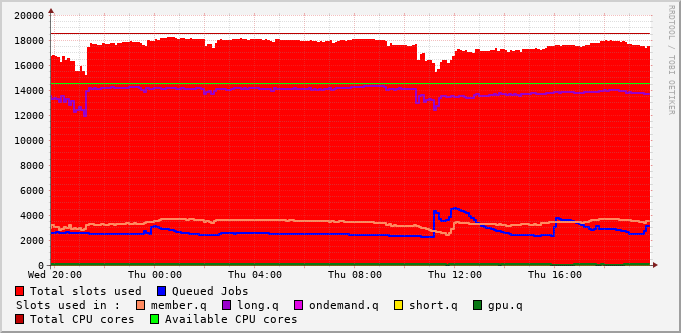 20000
18000
16000
14000
12000
10000
8000
6000
4000
2000
0
Wed 20:00 Thu 00:00 Thu 04:00 Thu 08:00 Thu 12:00 Thu 16:00
Total slots used Queued Jobs
Slots used in : member.q long.q ondemand.q short.q gpu.q
Total CPU cores Available CPU cores
RRDTOOL / TOBI OETIKER